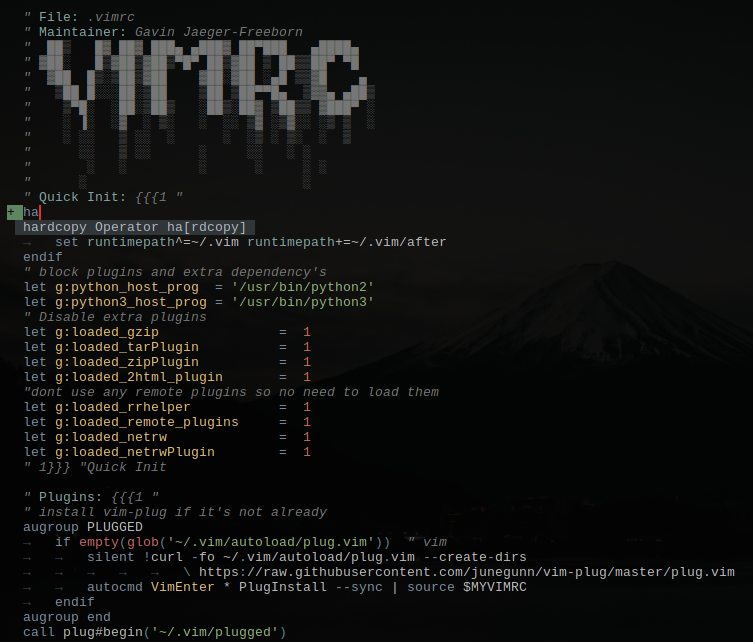 " File: .vimrc
" Maintainer: Gavin Jaeger-Freeborn
"
"
"
"
"
"
"
"
"
"
" Quick Init: {{{1 "
+ ha
hardcopy Operator ha[rdcopy]
→ set runtimepath^=~/.vim runtimepath+=~/.vim/after
endif
" block plugins and extra dependency's
let g:python_host_prog = '/usr/bin/python2'
let g:python3_host_prog = '/usr/bin/python3'
" Disable extra plugins
let g:loaded_gzip = 1
let g:loaded_tarPlugin = 1
let g:loaded_zipPlugin = 1
let g:loaded_2html_plugin = 1
"dont use any remote plugins so no need to load them
let g:loaded_rrhelper = 1
let g:loaded_remote_plugins = 1
let g:loaded_netrw = 1
let g:loaded_netrwPlugin = 1
" 1}}} "Quick Init
" Plugins: {{{1 "
" install vim-plug if it's not already
augroup PLUGGED
→ if empty(glob('~/.vim/autoload/plug.vim')) " vim
→ → silent !curl -fo ~/.vim/autoload/plug.vim --create-dirs
→ → → → → \ https://raw.githubusercontent.com/junegunn/vim-plug/master/plug.vim
→ → autocmd VimEnter * PlugInstall --sync | source $MYVIMRC
→ endif
augroup end
call plug#begin('~/.vim/plugged')